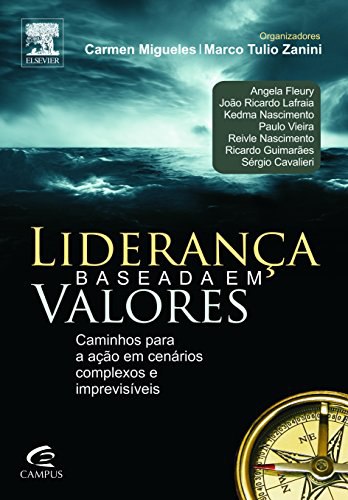 ELSEVIER
Organizadores
Carmen Migueles | Marco Tulio Zanini
Angela Fleury
João Ricardo Lafraia
Kedma Nascimento
Paulo Vieira
Reivle Nascimento
Ricardo Guimarães
Sérgio Cavalieri
LIDERANÇA
BASEADA EM
VALORES
Caminhos para
a ação em cenários
complexos e
imprevisíveis
CAMPUS